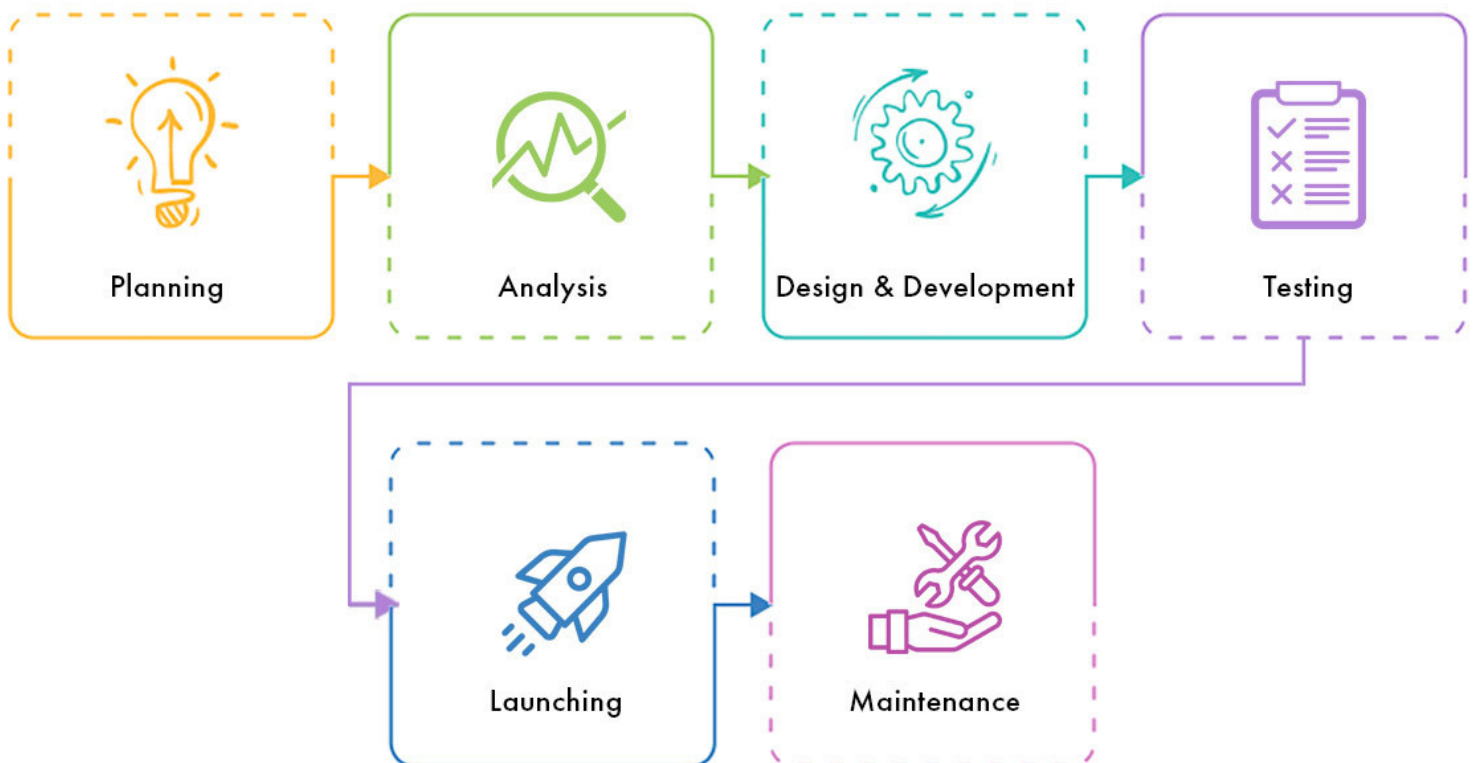 Planning
Analysis
Design & Development
Testing
Launching
Maintenance